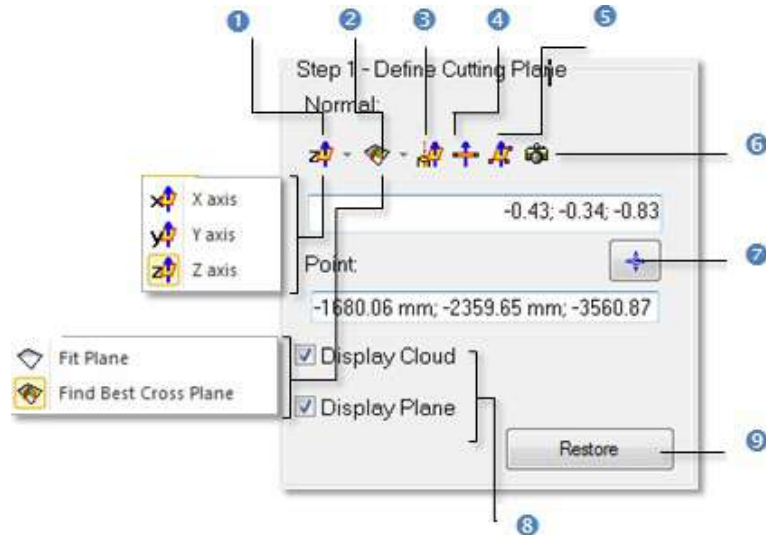 1
2
3
4
5
Step 1 - Define Cutting Plane
Normal:
6
X axis
Y axis
Z axis
-0.43; -0.34; -0.83
Point:
7
-1680.06 mm; -2359.65 mm; -3560.87
Fit Plane
Find Best Cross Plane
Display Cloud
Display Plane
Restore
9
8